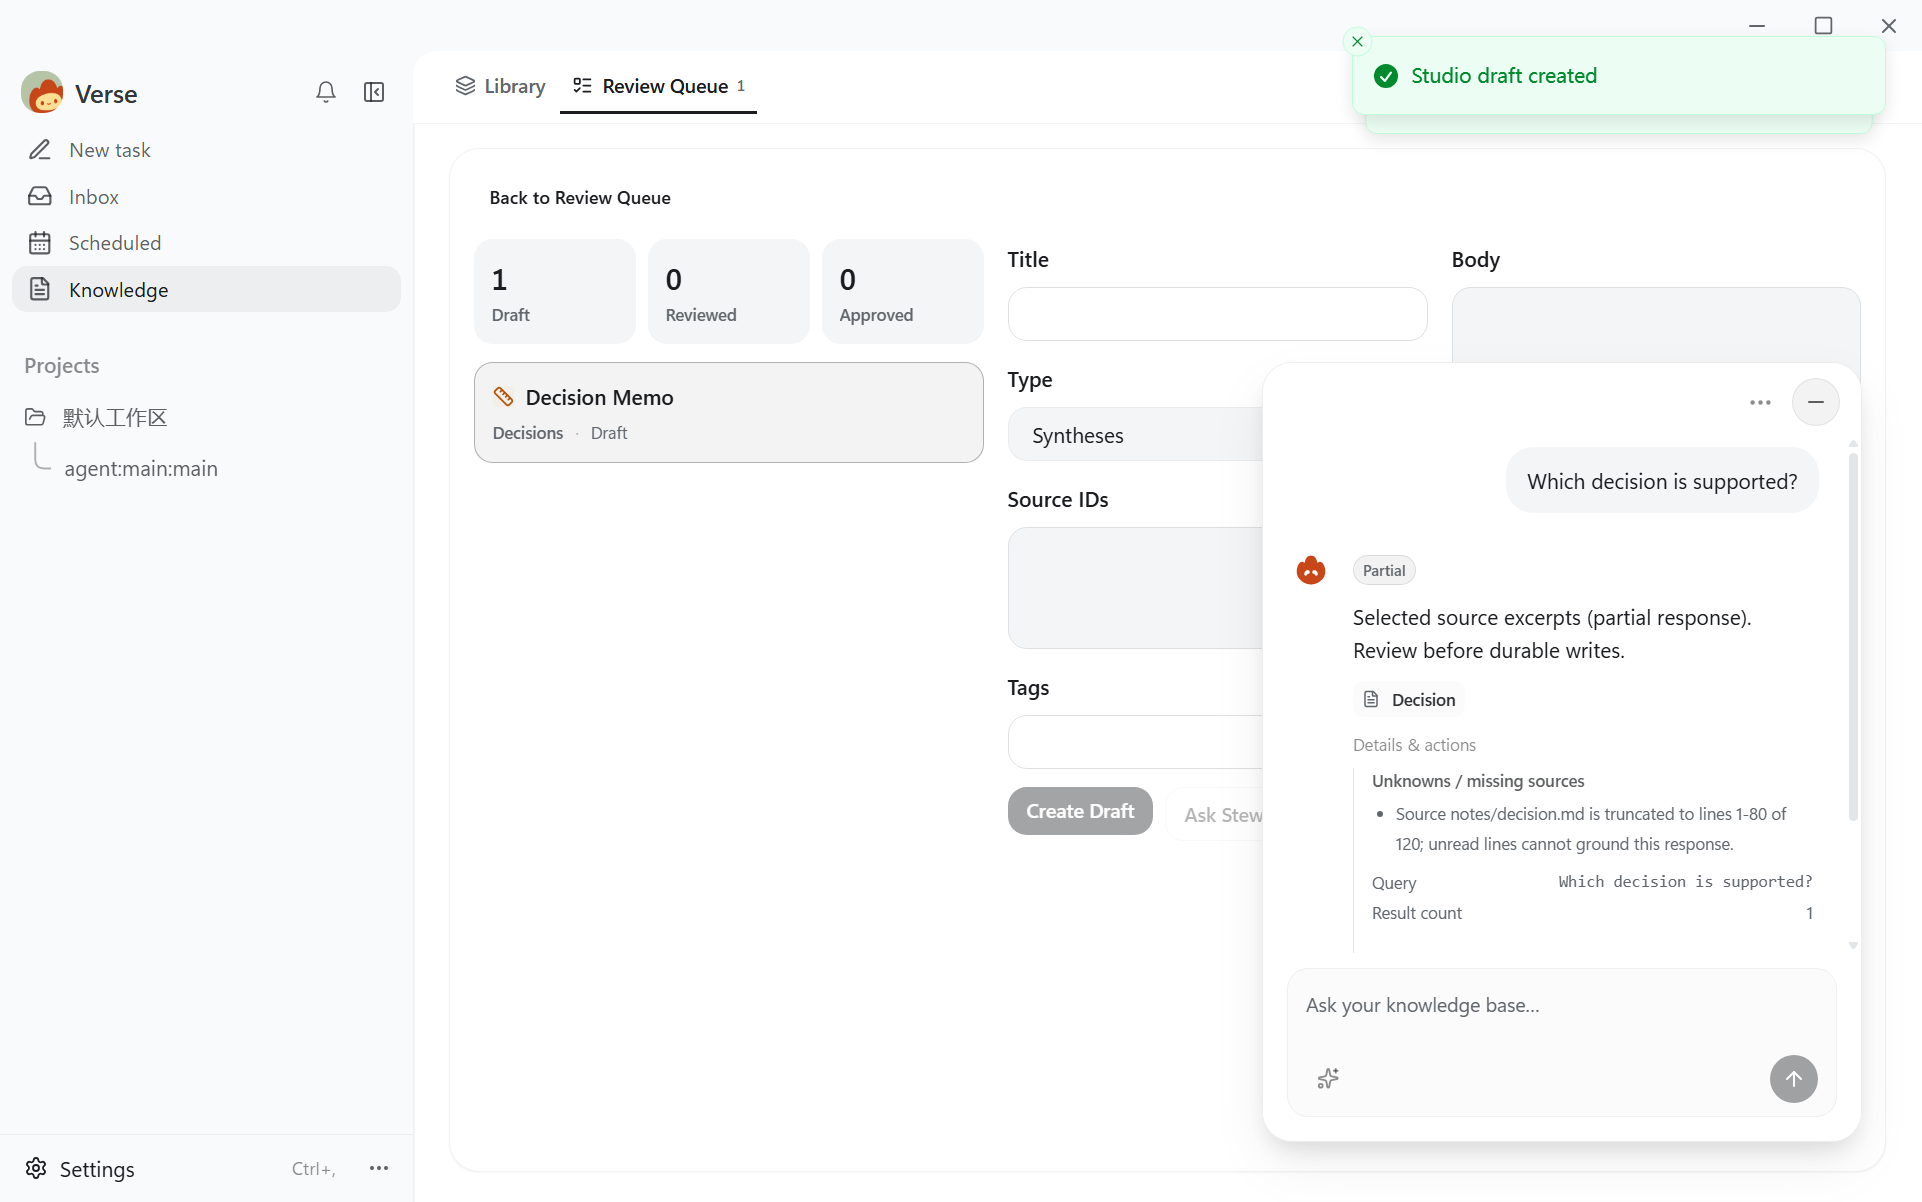 Verse
New task
Inbox
Scheduled
Knowledge
Projects
默认工作区
agent:main:main
Settings
Ctrl+,
Library
Review Queue 1
Studio draft created
Back to Review Queue
1
Draft
0
Reviewed
0
Approved
Decision Memo
Decisions · Draft
Title
Body
Type
Syntheses
Source IDs
Tags
Create Draft
Ask Stew
Which decision is supported?
Partial
Selected source excerpts (partial response).
Review before durable writes.
Decision
Details & actions
Unknowns / missing sources
• Source notes/decision.md is truncated to lines 1-80 of
120; unread lines cannot ground this response.
Query Which decision is supported?
Result count 1
Ask your knowledge base...